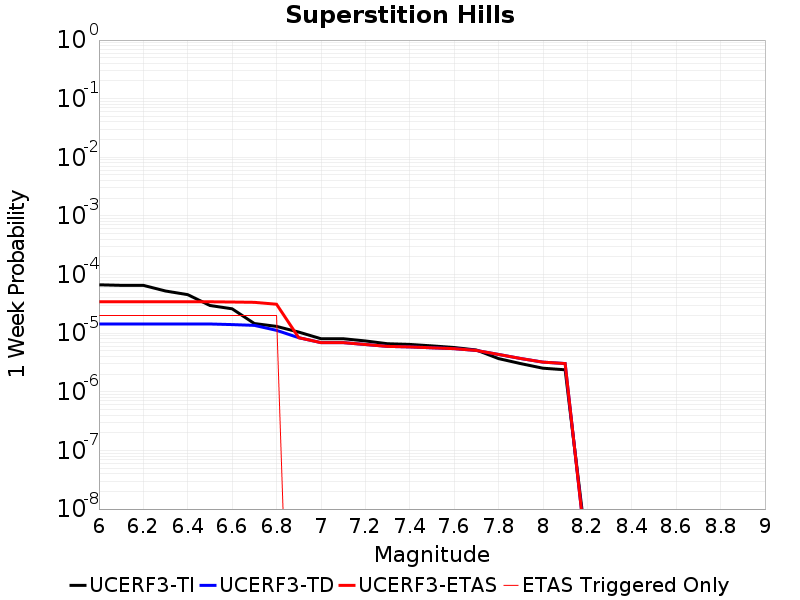 Superstition Hills
1 Week Probability
10^0
10^-1
10^-2
10^-3
10^-4
10^-5
10^-6
10^-7
10^-8
6 6.2 6.4 6.6 6.8 7 7.2 7.4 7.6 7.8 8 8.2 8.4 8.6 8.8 9
Magnitude
UCERF3-TI UCERF3-TD UCERF3-ETAS ETAS Triggered Only